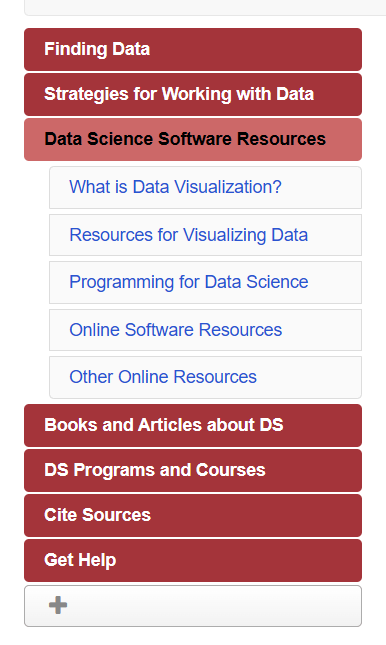 Finding Data
Strategies for Working with Data
Data Science Software Resources
What is Data Visualization?
Resources for Visualizing Data
Programming for Data Science
Online Software Resources
Other Online Resources
Books and Articles about DS
DS Programs and Courses
Cite Sources
Get Help